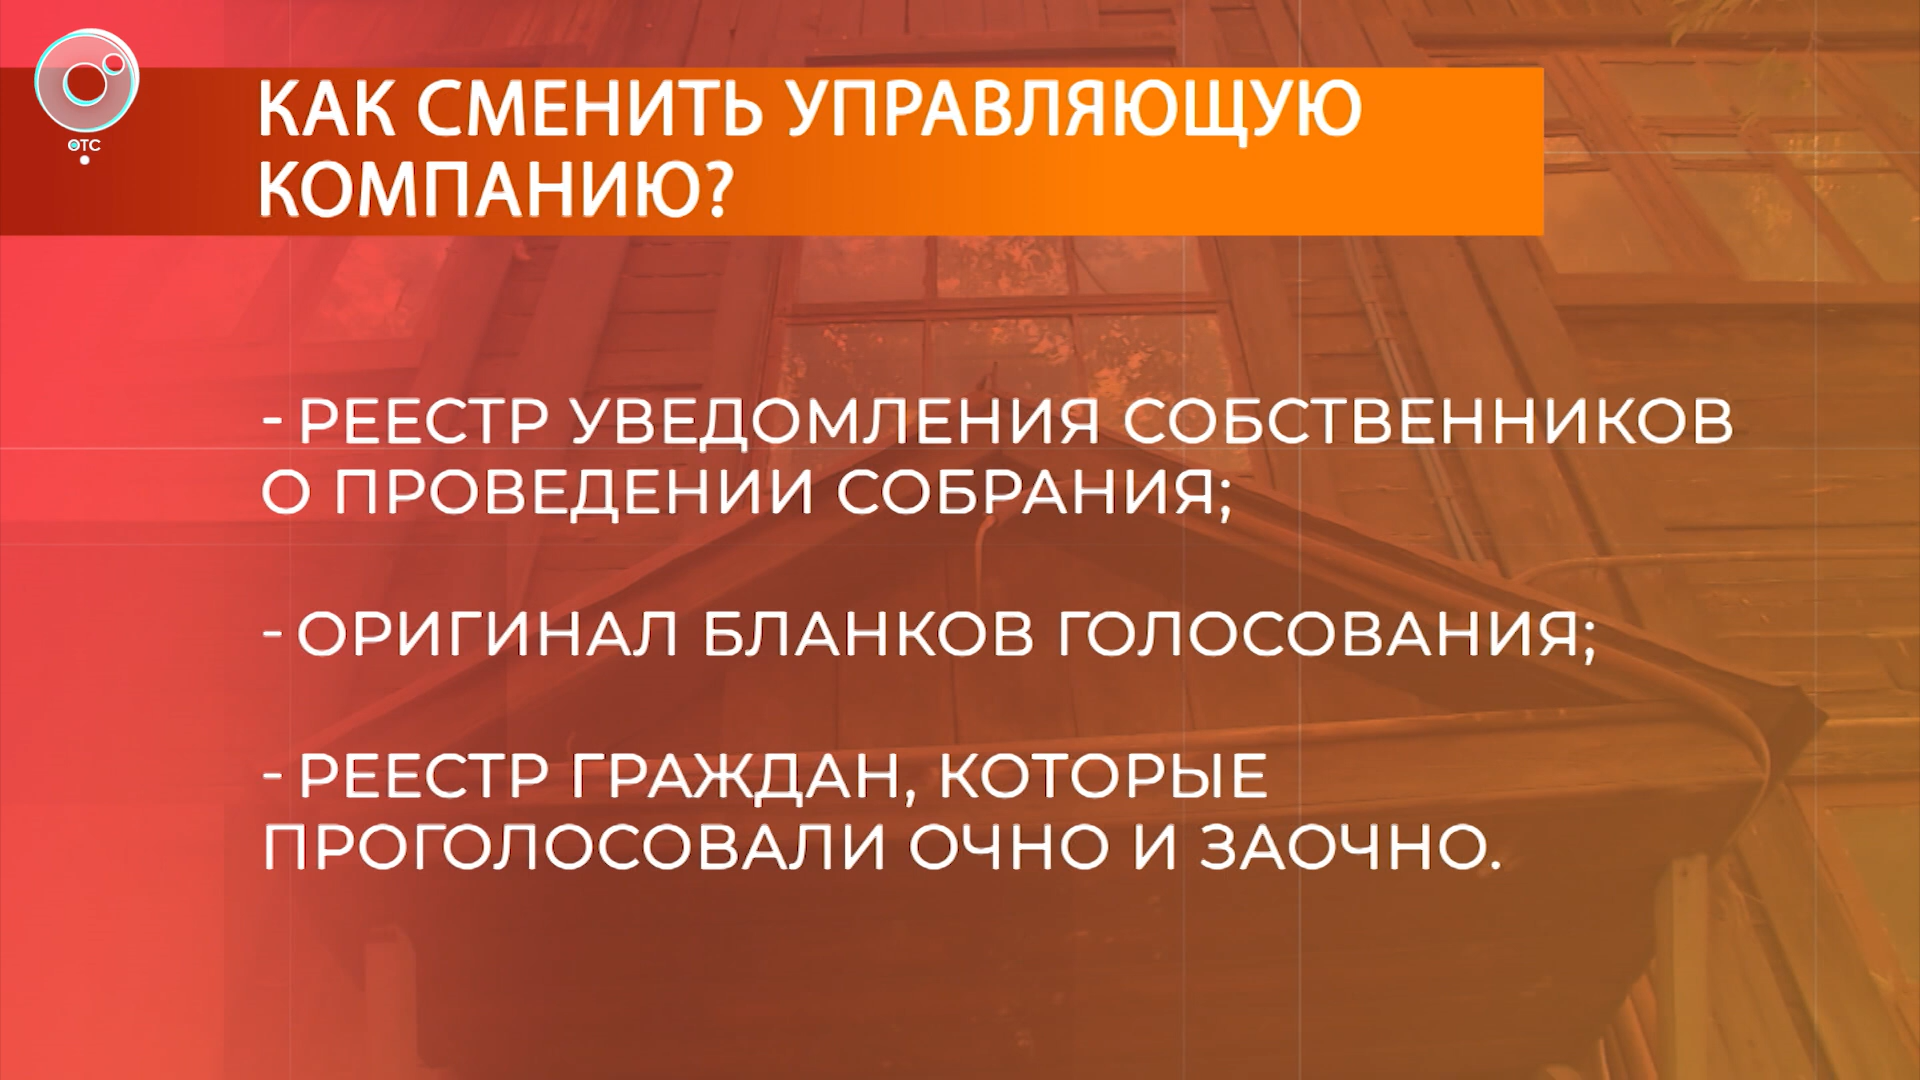 ОТС
КАК СМЕНИТЬ УПРАВЛЯЮЩУЮ
КОМПАНИЮ?
- РЕЕСТР УВЕДОМЛЕНИЯ СОБСТВЕННИКОВ
О ПРОВЕДЕНИИ СОБРАНИЯ;
- ОРИГИНАЛ БЛАНКОВ ГОЛОСОВАНИЯ;
- РЕЕСТР ГРАЖДАН, КОТОРЫЕ
ПРОГОЛОСОВАЛИ ОЧНО И ЗАОЧНО.